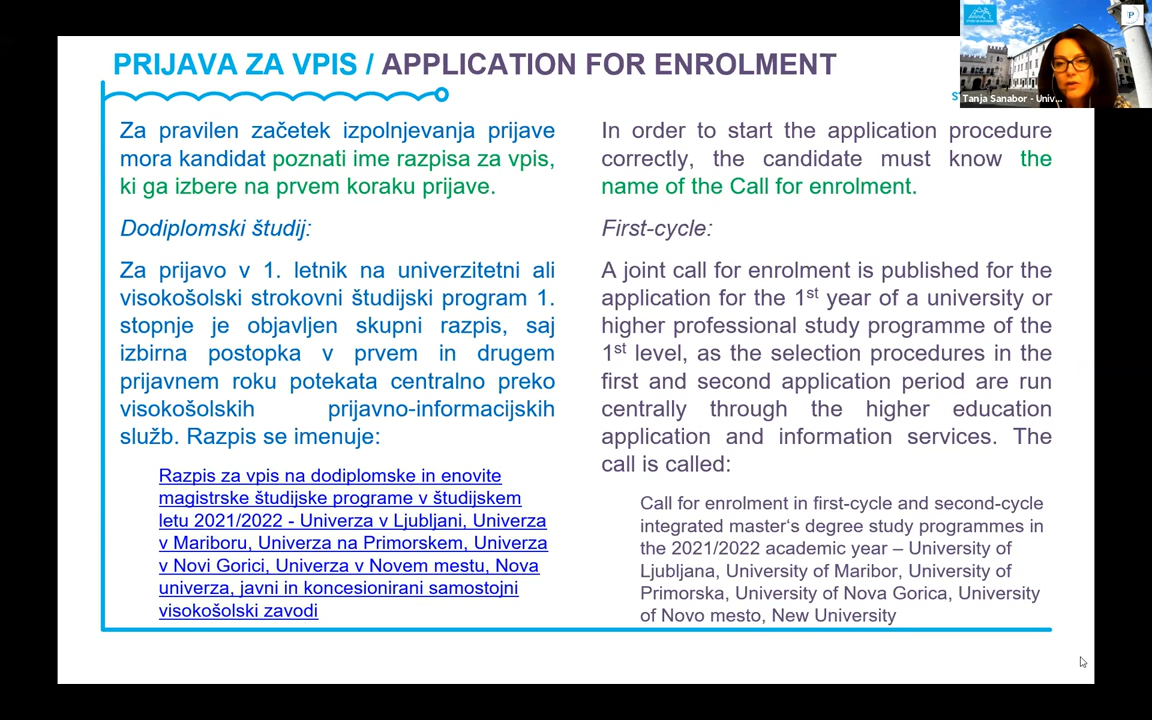 PRIJAVA ZA VPIS / APPLICATION FOR ENROLMENT
Za pravilen začetek izpolnjevanja prijave
mora kandidat poznati ime razpisa za vpis,
ki ga izbere na prvem koraku prijave.
Dodiplomski študij:
Za prijavo v 1. letnik na univerzitetni ali
visokošolski strokovni študijski program 1.
stopnje je objavljen skupni razpis, saj
izbirna postopka v prvem in drugem
prijavnem roku potekata centralno preko
visokošolskih prijavno-informacijskih
služb. Razpis se imenuje:
Razpis za vpis na dodiplomske in enovite
magistrske študijske programe v študijskem
letu 2021/2022 - Univerza v Ljubljani, Univerza
v Mariboru, Univerza na Primorskem, Univerza
v Novi Gorici, Univerza v Novem mestu, Nova
univerza, javni in koncesionirani samostojni
visokošolski zavodi
In order to start the application procedure
correctly, the candidate must know the
name of the Call for enrolment.
First-cycle:
A joint call for enrolment is published for the
application for the 1st year of a university or
higher professional study programme of the
1st level, as the selection procedures in the
first and second application period are run
centrally through the higher education
application and information services. The
call is called:
Call for enrolment in first-cycle and second-cycle
integrated master‘s degree study programmes in
the 2021/2022 academic year – University of
Ljubljana, University of Maribor, University of
Primorska, University of Nova Gorica, University
of Novo mesto, New University
Tanja Sanabor - Univ...